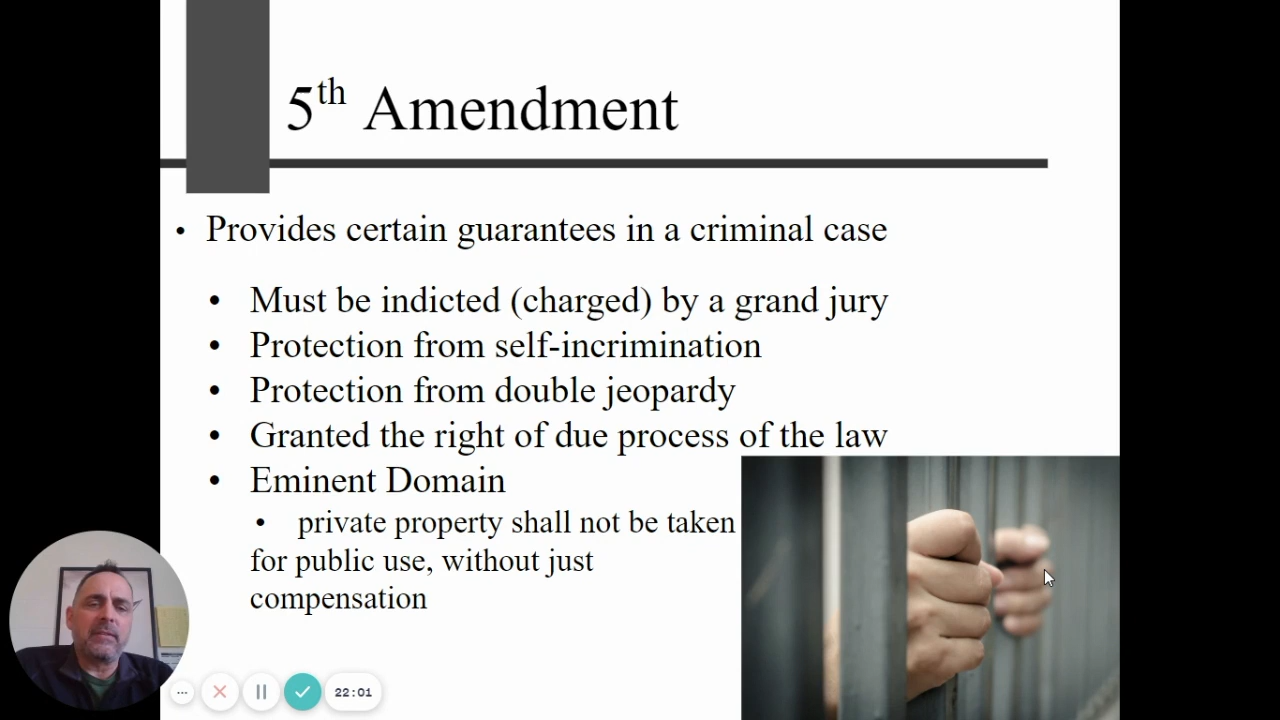 5th Amendment
• Provides certain guarantees in a criminal case
• Must be indicted (charged) by a grand jury
• Protection from self-incrimination
• Protection from double jeopardy
• Granted the right of due process of the law
• Eminent Domain
• private property shall not be taken
for public use, without just
compensation
22:01